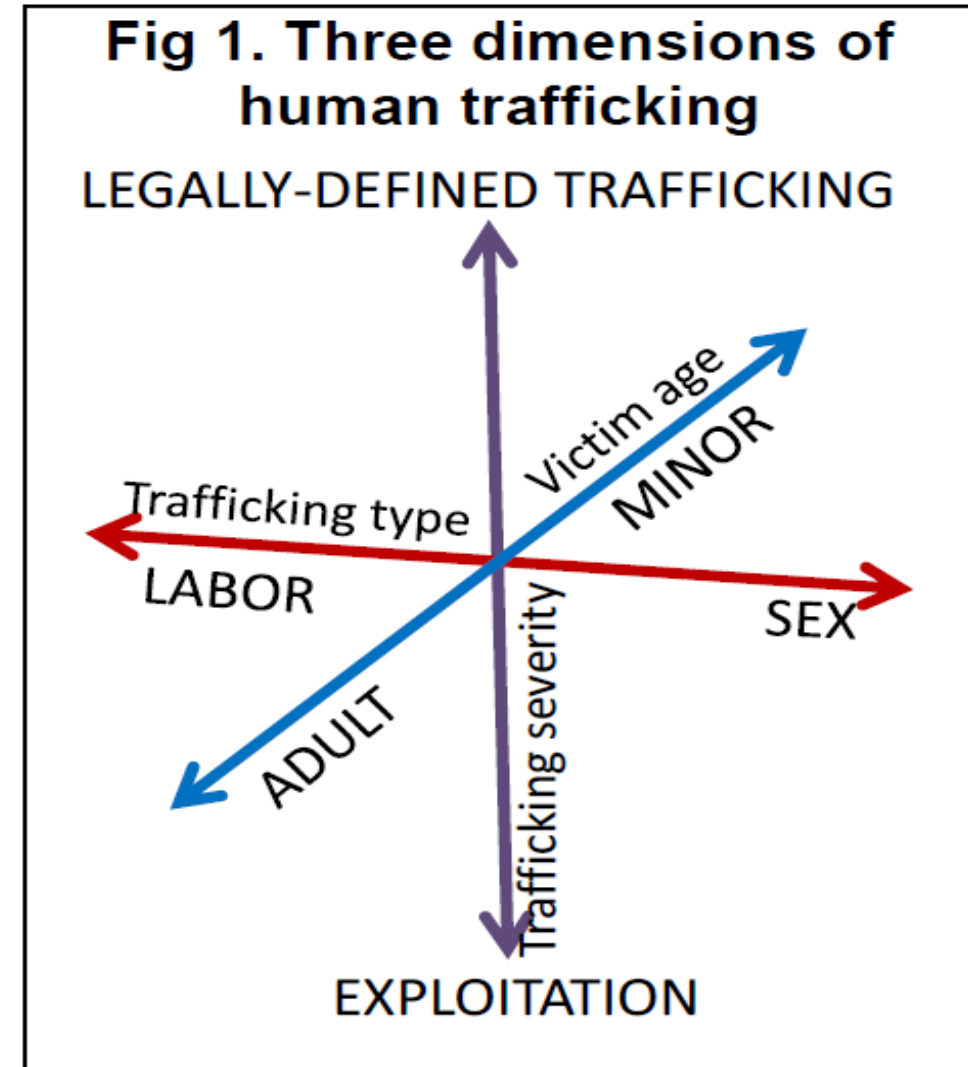 Fig 1. Three dimensions of
human trafficking
LEGALLY-DEFINED TRAFFICKING
Victim age
MINOR
Trafficking type
LABOR
SEX
ADULT
Trafficking severity
EXPLOITATION